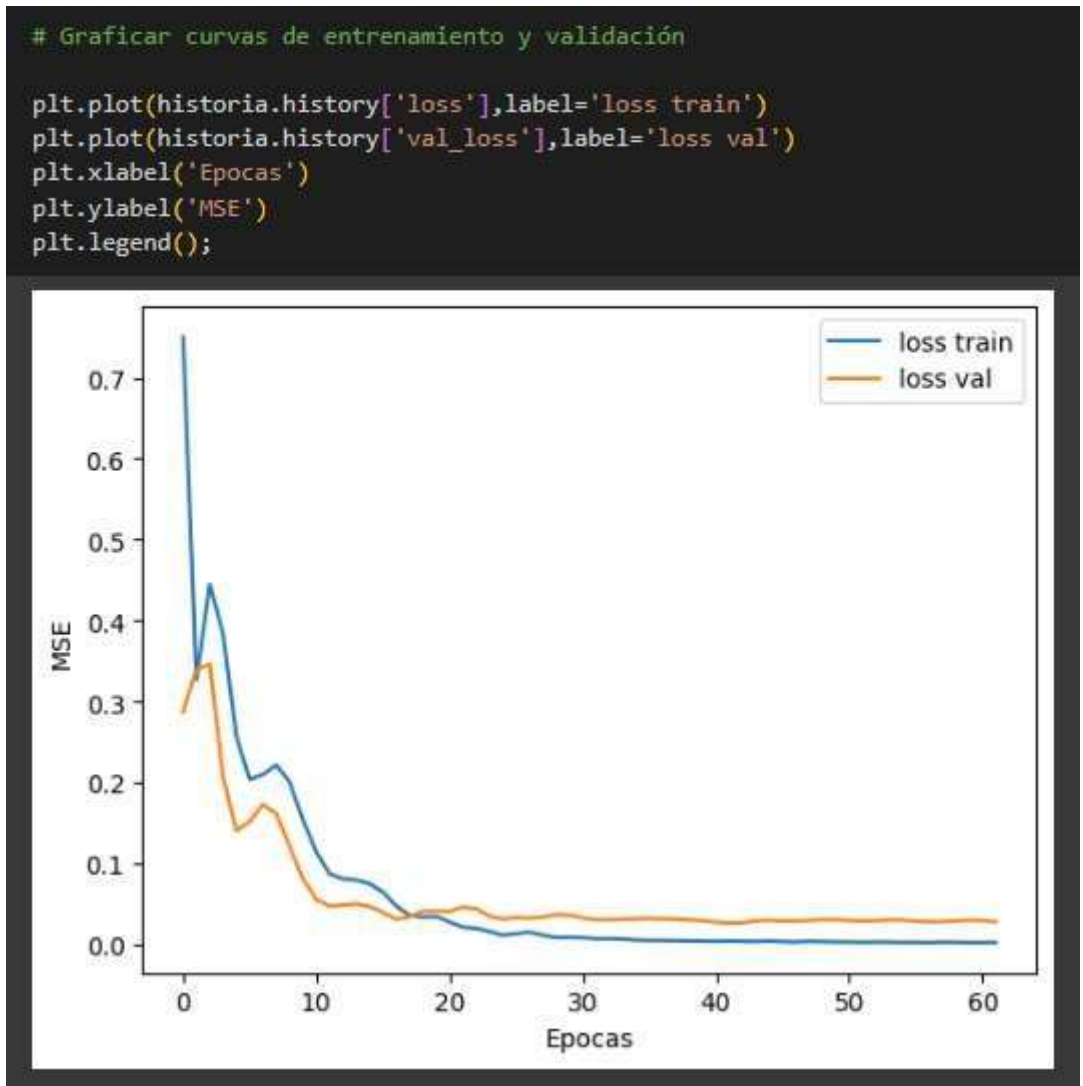 # Graficar curvas de entrenamiento y validación
plt.plot(historia.history['loss'],label='loss train')
plt.plot(historia.history['val_loss'],label='loss val')
plt.xlabel('Epocas')
plt.ylabel('MSE')
plt.legend();
loss train
loss val
0.7
0.6
0.5
0.4
0.3
0.2
0.1
0.0
MSE
0 10 20 30 40 50 60
Epocas